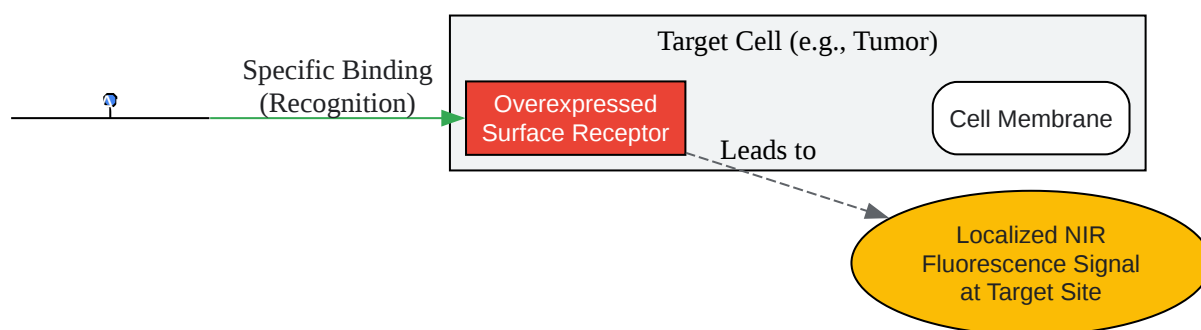 Target Cell (e.g., Tumor)
Specific Binding
(Recognition)
Overexpressed
Surface Receptor
Cell Membrane
Leads to
Localized NIR
Fluorescence Signal
at Target Site